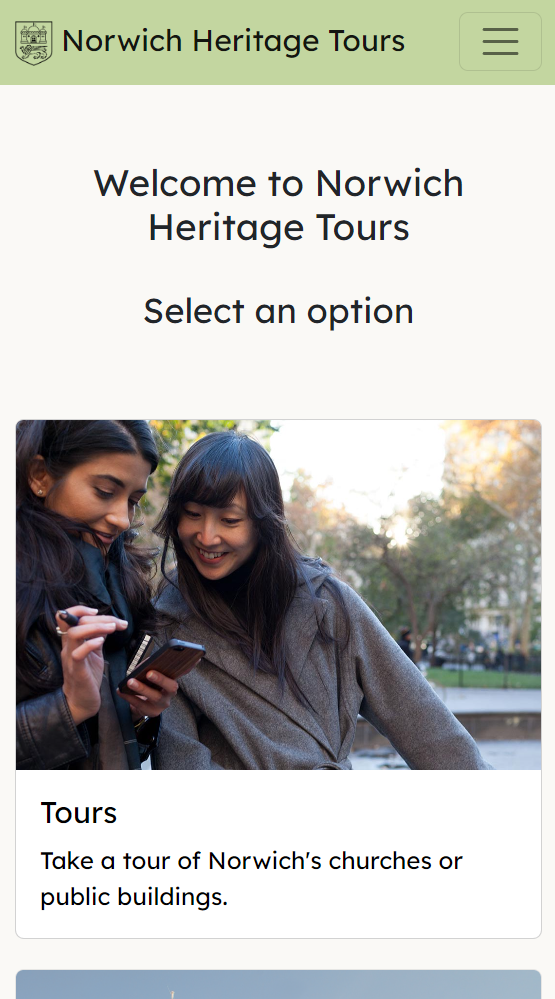 Norwich Heritage Tours
Welcome to Norwich
Heritage Tours
Select an option
Tours
Take a tour of Norwich's churches or
public buildings.